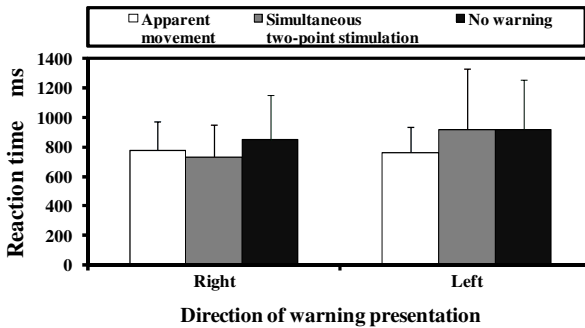 Apparent movement
Simultaneous two-point stimulation
No warning
Reaction time ms
1400
1200
1000
800
600
400
200
0
Right
Left
Direction of warning presentation